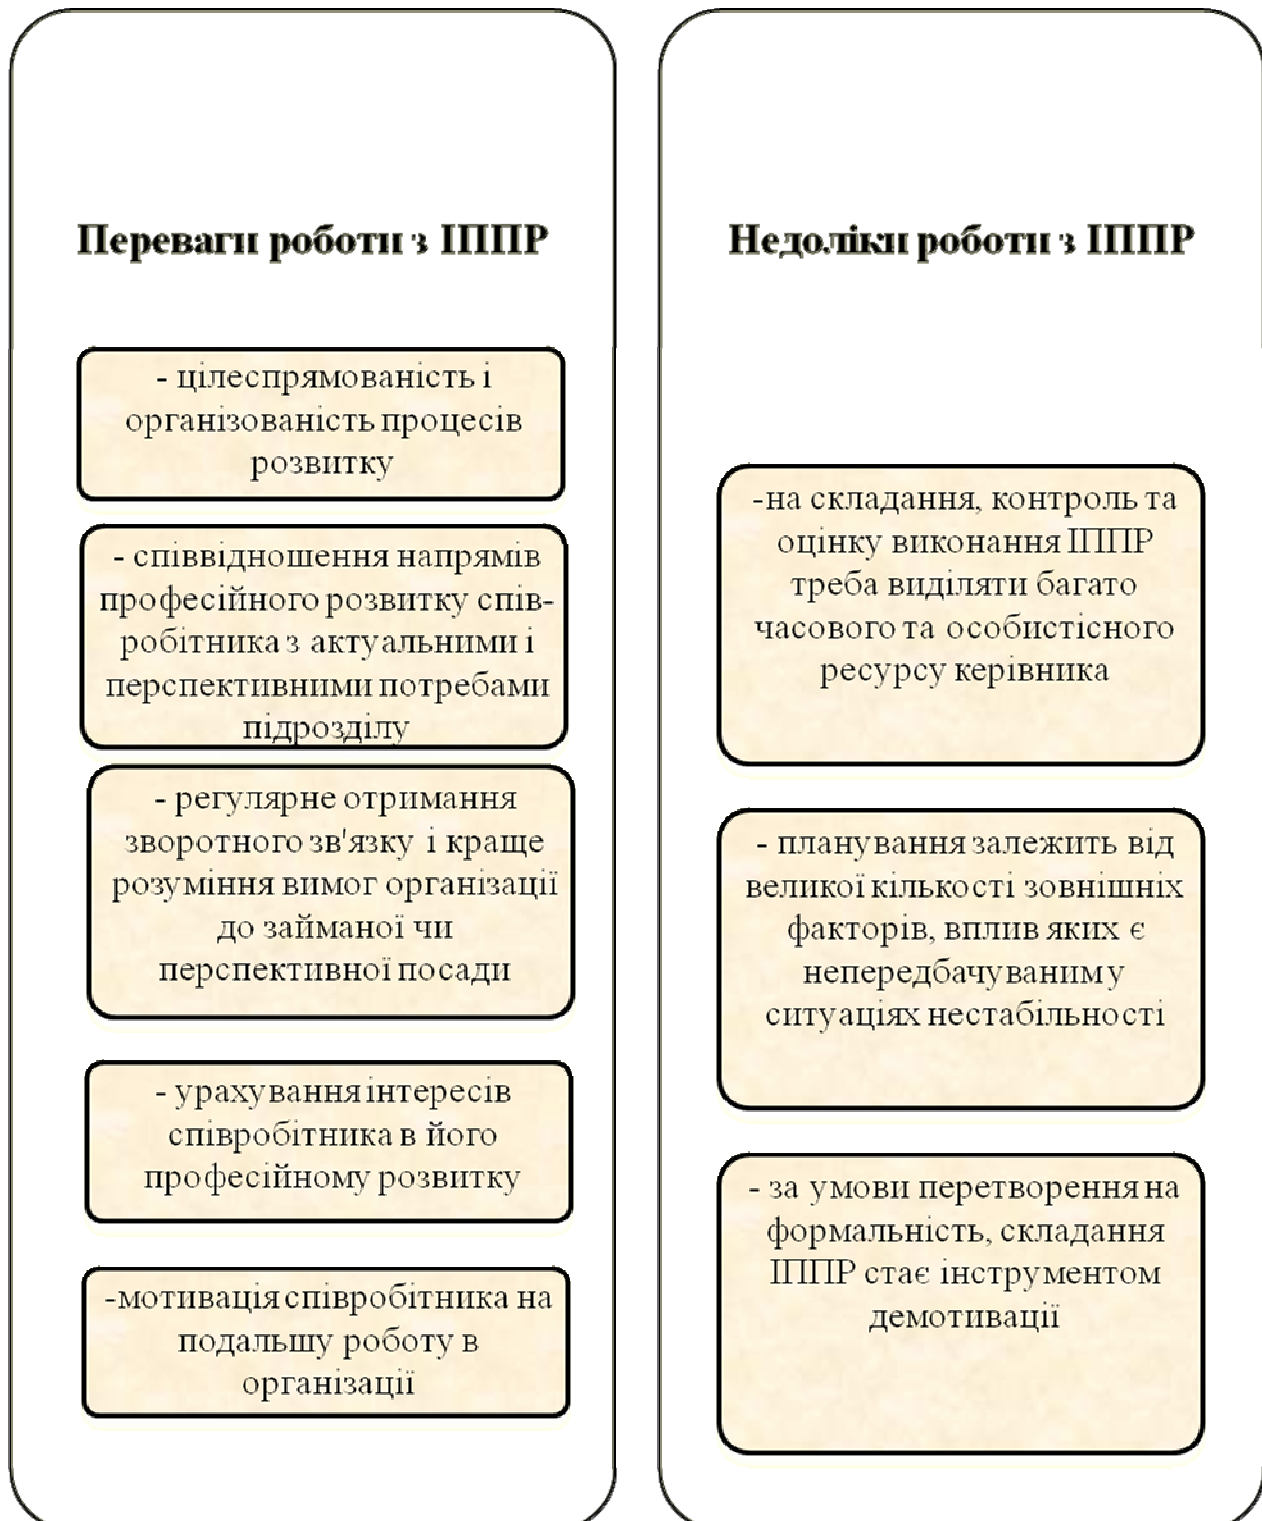 Переваги роботи з ІППР
- цілеспрямованість і
організованість процесів
розвитку
- співвідношення напрямів
професійного розвитку спів-
робітника з актуальними і
перспективними потребами
підрозділу
- регулярне отримання
зворотного зв'язку і краще
розуміння вимог організації
до займаної чи
перспективної посади
- урахування інтересів
співробітника в його
професійному розвитку
-мотивація співробітника на
подальшу роботу в
організації
Недоліки роботи з ІППР
-на складання, контроль та
оцінку виконання ІППР
треба виділяти багато
часового та особистісного
ресурсу керівника
- планування залежить від
великої кількості зовнішніх
факторів, вплив яких є
непередбачуваним у
ситуаціях нестабільності
- за умови перетворення на
формальність, складання
ІППР стає інструментом
демотивації